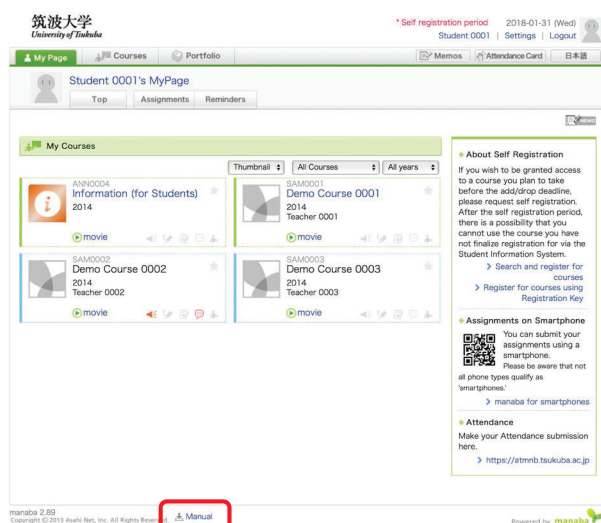 筑波大学
University of Tsukuba
* Self registration period 2018-01-31 (Wed)
Student 0001 | Settings | Logout
My Page Courses Portfolio Memos Attendance Card 日本語
Student 0001's MyPage
Top Assignments Reminders
MEMO
My Courses
Thumbnail All Courses All years
ANN0004
Information (for Students)
2014
movie
SAM0001
Demo Course 0001
2014
Teacher 0001
movie
SAM0002
Demo Course 0002
2014
Teacher 0002
movie
SAM0003
Demo Course 0003
2014
Teacher 0003
movie
About Self Registration
If you wish to be granted access
to a course you plan to take
before the add/drop deadline,
please request self registration.
After the self registration period,
there is a possibility that you
cannot use the course you have
not finalize registration for via the
Student Information System.
> Search and register for
courses
> Register for courses using
Registration Key
Assignments on Smartphone
You can submit your
assignments using a
smartphone.
Please be aware that not
all phone types qualify as
'smartphones.'
> manaba for smartphones
Attendance
Make your Attendance submission
here.
> https://atmnb.tsukuba.ac.jp
manaba 2.89
Copyright © 2013 Asahi Net, Inc. All Rights Reserved.
Manual
Powered by manaba